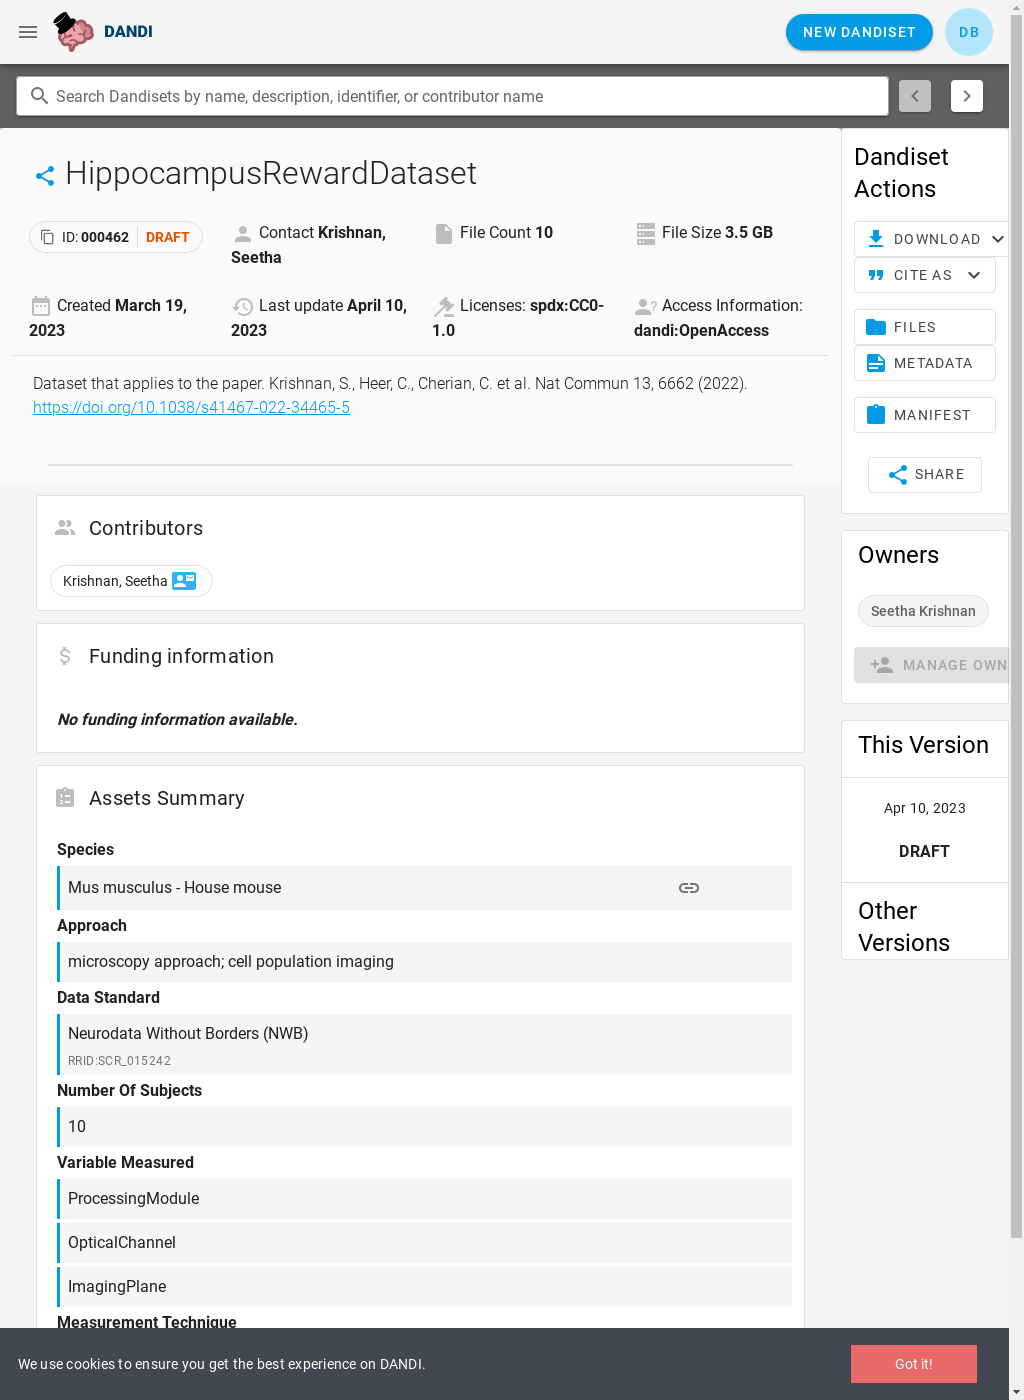 DANDI
NEW DANDISET
DB
Search Dandisets by name, description, identifier, or contributor name
HippocampusRewardDataset
ID: 000462 DRAFT
Contact Krishnan, Seetha
File Count 10
File Size 3.5 GB
Created March 19, 2023
Last update April 10, 2023
Licenses: spdx:CC0-1.0
Access Information: dandi:OpenAccess
Dataset that applies to the paper. Krishnan, S., Heer, C., Cherian, C. et al. Nat Commun 13, 6662 (2022).
https://doi.org/10.1038/s41467-022-34465-5
Contributors
Krishnan, Seetha
Funding information
No funding information available.
Assets Summary
Species
Mus musculus - House mouse
Approach
microscopy approach; cell population imaging
Data Standard
Neurodata Without Borders (NWB)
RRID:SCR_015242
Number Of Subjects
10
Variable Measured
ProcessingModule
OpticalChannel
ImagingPlane
Measurement Technique
Dandiset
Actions
DOWNLOAD
CITE AS
FILES
METADATA
MANIFEST
SHARE
Owners
Seetha Krishnan
MANAGE OWN
This Version
Apr 10, 2023
DRAFT
Other
Versions
We use cookies to ensure you get the best experience on DANDI.
Got it!